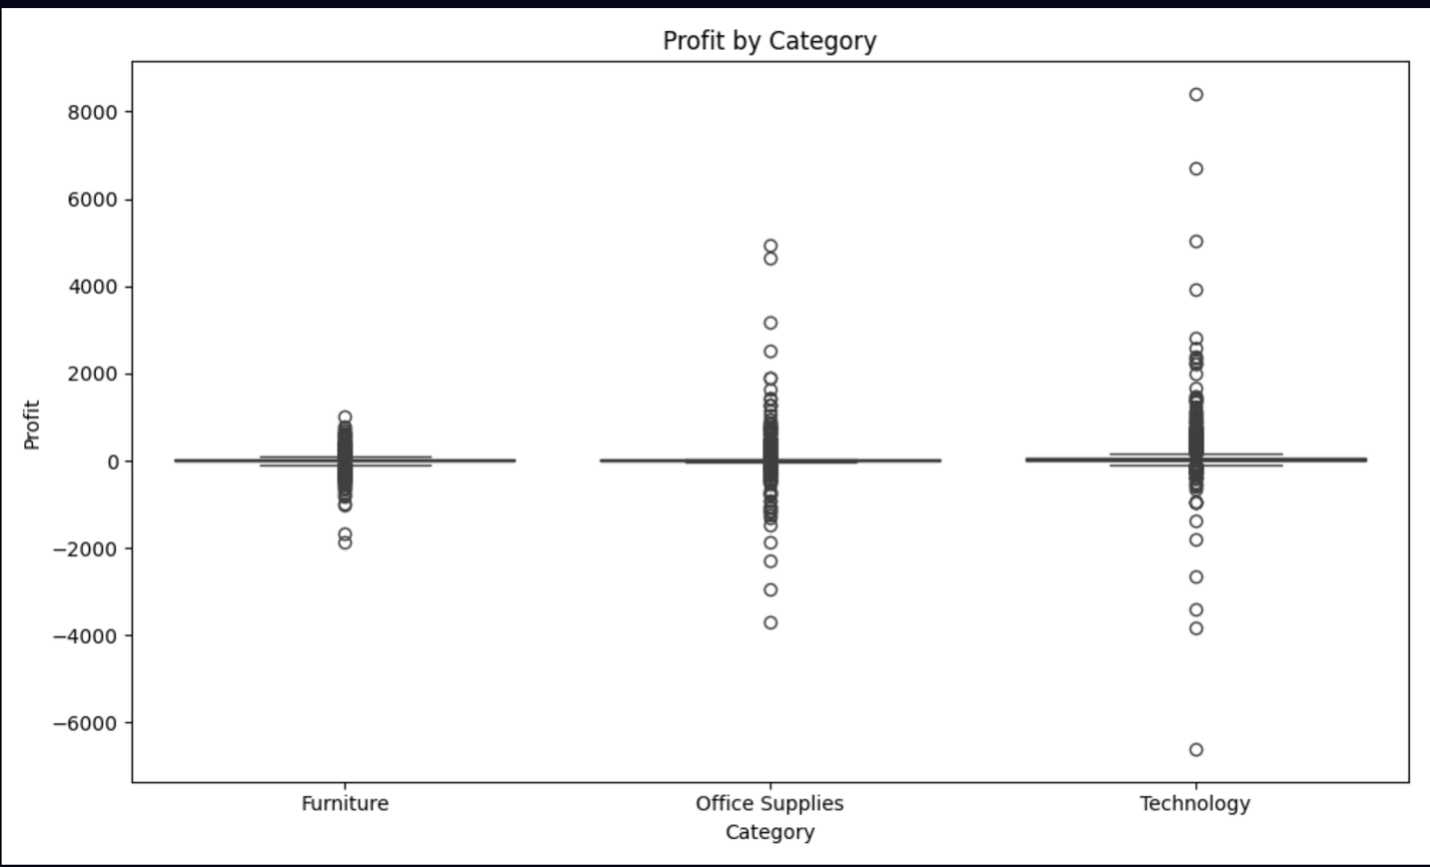 Profit by Category
8000
6000
4000
2000
0
−2000
−4000
−6000
Profit
Furniture
Office Supplies
Technology
Category